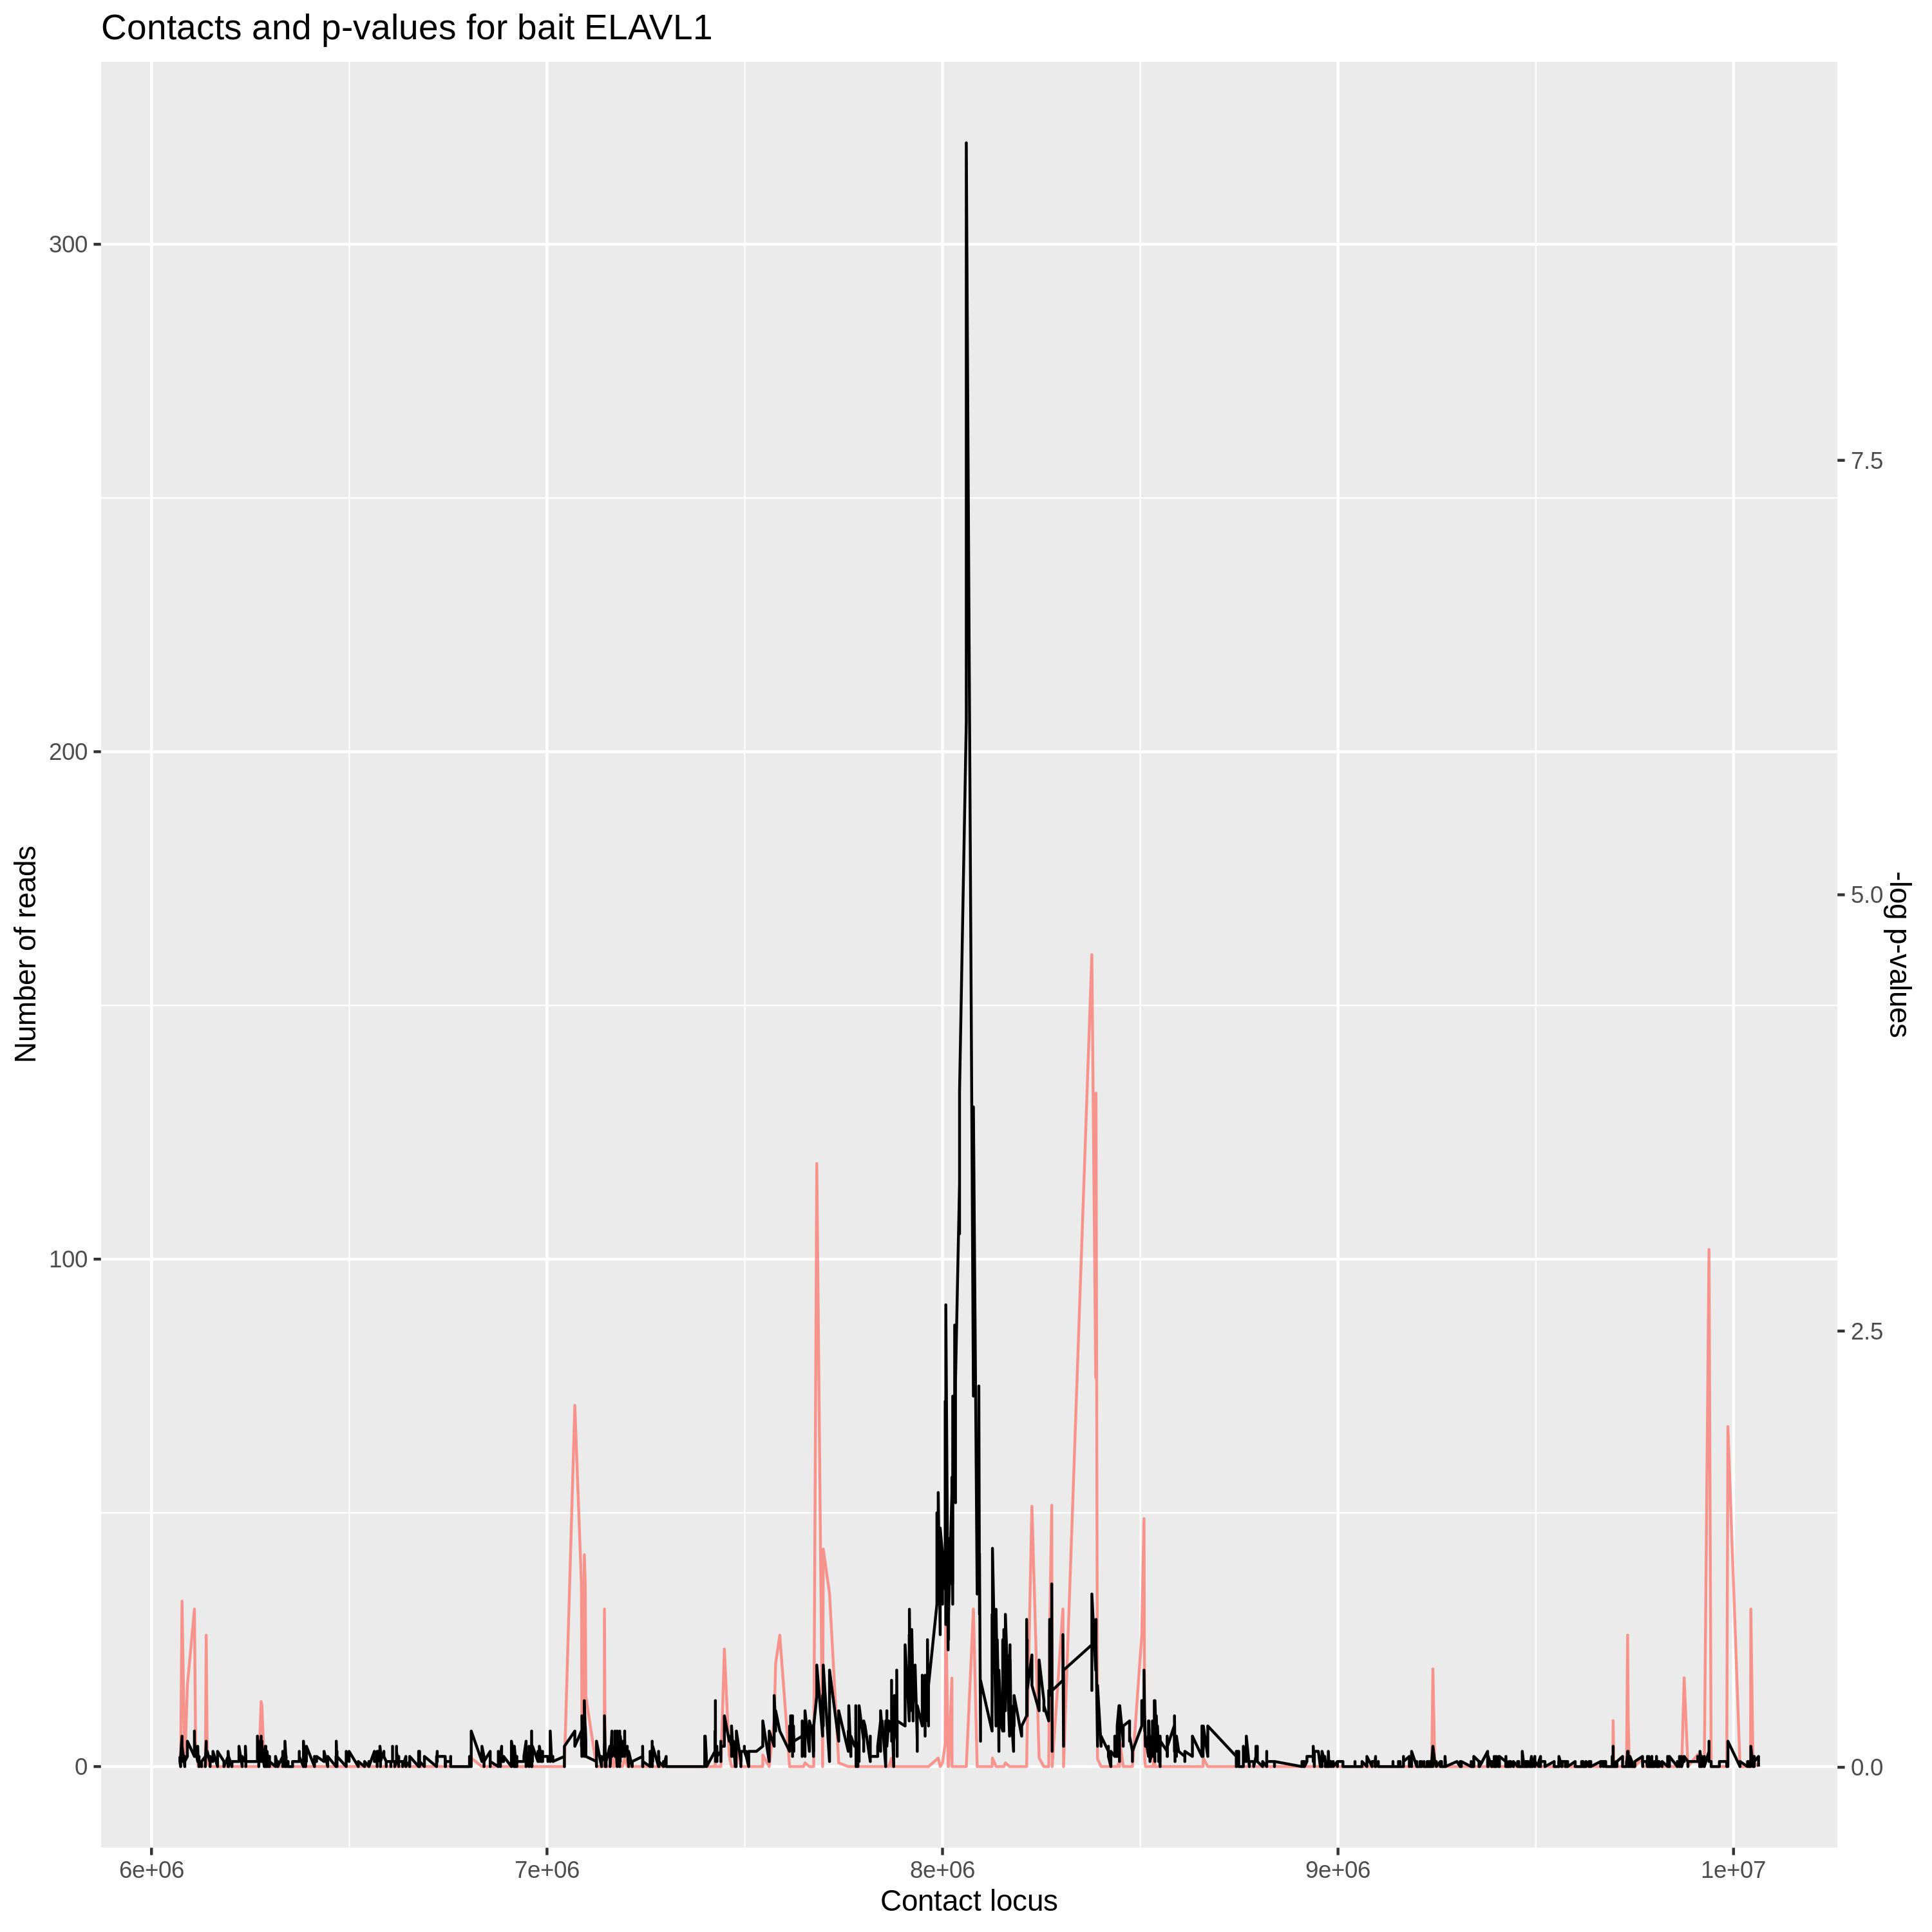 Contacts and p-values for bait ELAVL1
300
200
100
0
Number of reads
7.5
5.0
2.5
0.0
-log p-values
6e+06 7e+06 8e+06 9e+06 1e+07
Contact locus